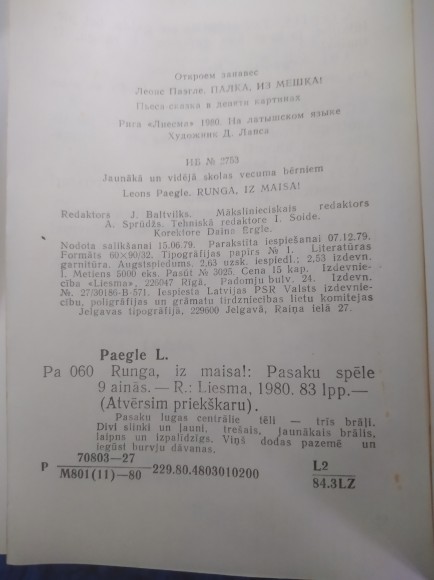 Откроем занавес
Леонс Паэгле. ПАЛКА, ИЗ МЕШКА!
Пьеса сказка в девяти картинах
Рига «Лиесма» 1980. На латышском языке
Художник Д. Лапса
ИБ № 2753
Jaunākā un vidējā skolas vecuma bērniem
Leons Paegle. RUNGA, IZ MAISA!
Redaktors J. Baltvilks. Mākslinieciskais redaktors
A. Sprūdžs. Tehniskā redaktore I. Soide.
Korektore Daina Ergle.
Nodota salikšanai 15.06.79. Parakstīta iespiešanai 07.12.79.
Formāts 60×90/32. Tipogrāfijas papīrs № 1. Literatūras
garnitūra. Augstspiedums. 2,63 uzsk. iespiedl.; 2,55 izdevn.
l. Metiens 5000 eks. Pasūt № 3025. Cena 15 kap. Izdevnie-
cība «Liesma», 226047 Rīgā, Padomju bulv. 24. Izdevn.
№. 27/30186-B-571. Iespiesta Latvijas PSR Valsts izdevnie-
cību, poligrāfijas un grāmatu tirdzniecības lietu komitejas
Jelgavas tipogrāfijā, 229600 Jelgavā, Raiņa ielā 27.
Paegle L.
Pa 060 Runga, iz maisa!: Pasaku spēle
9 ainās. — R.: Liesma, 1980. 83 lpp.—
(Atvērsim priekškaru).
Pasaku lugas centrālie tēli — trīs brāļi.
Divi slinki un ļauni, trešais, jaunākais brālis,
laipns un izpalīdzīgs. Viņš dodas pazemē un
iegūst burvju dāvanas.
P 70803—27
M801(11)—80 229.80.4803010200
L2
84.3LZ